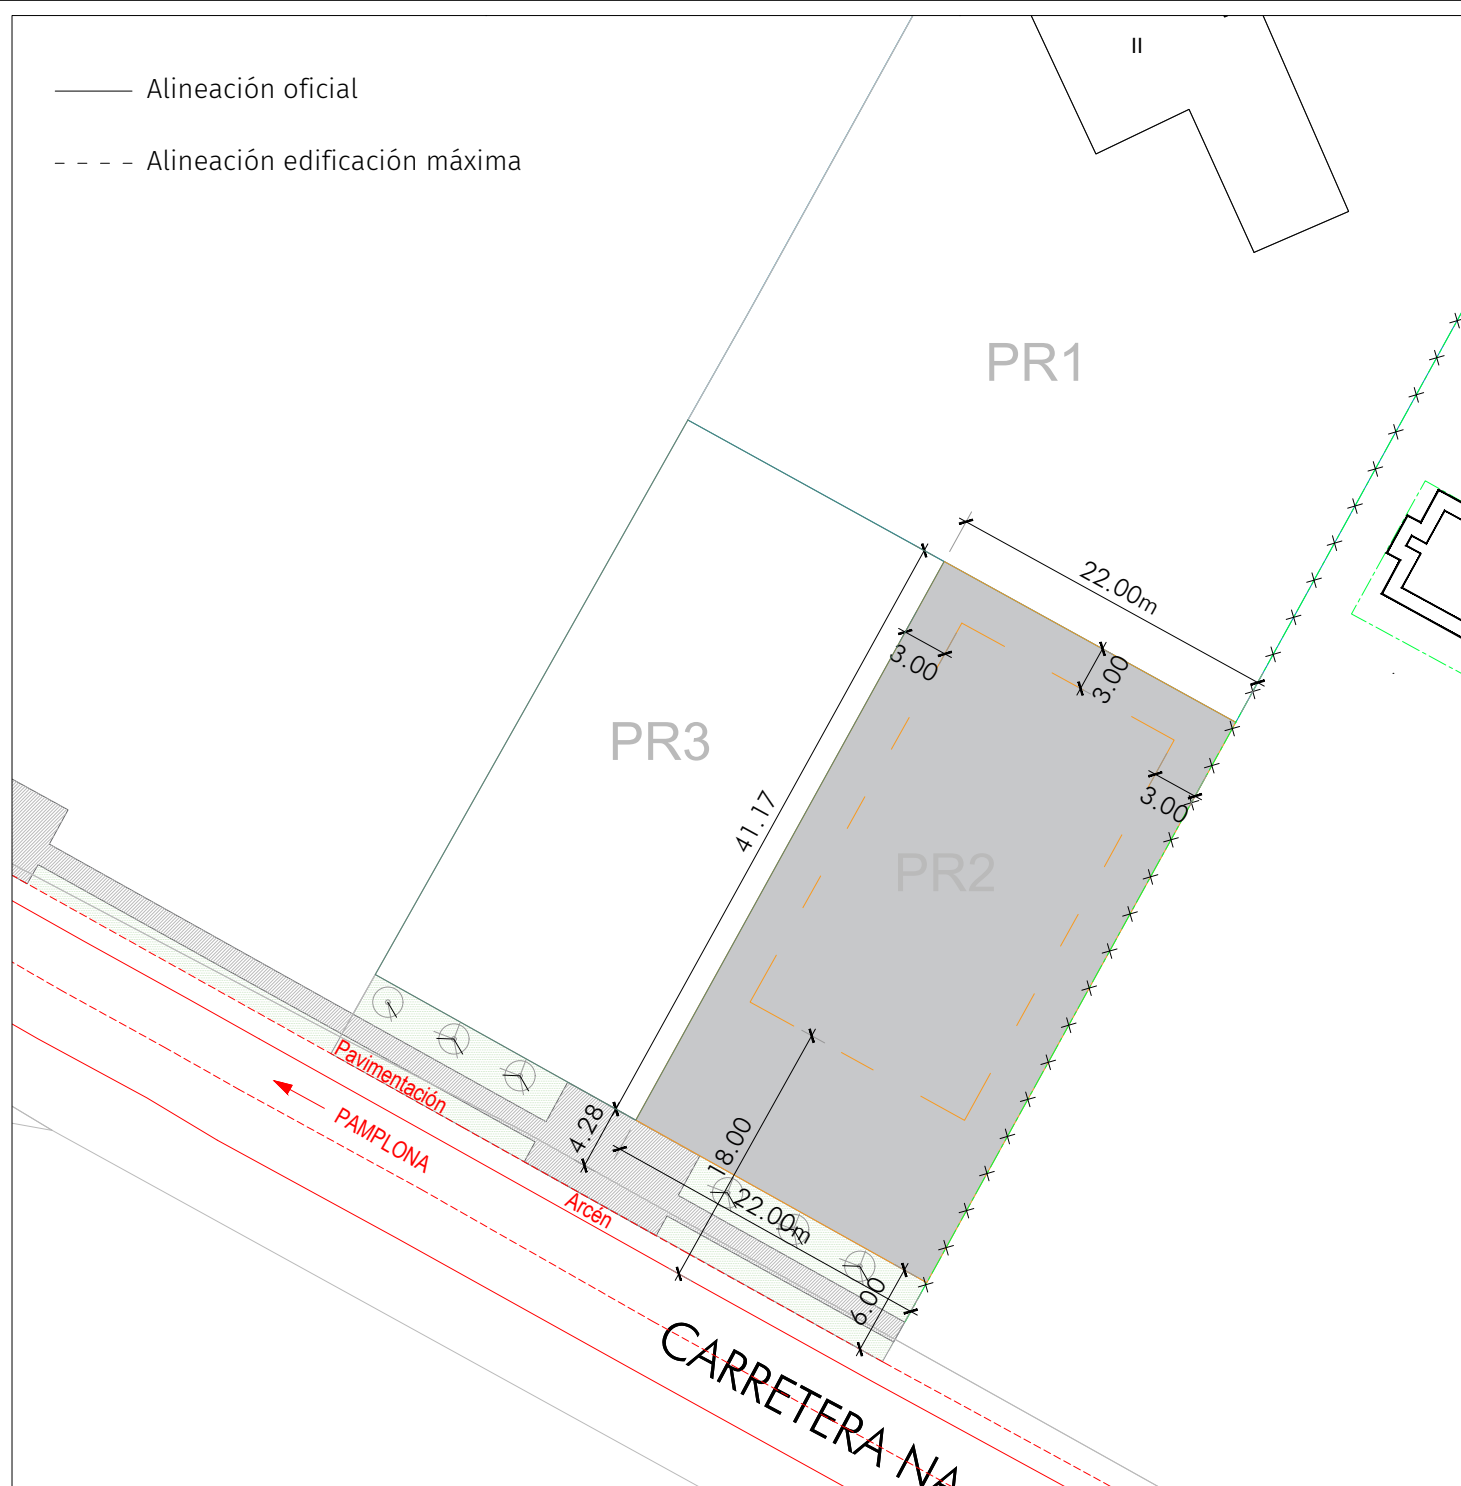 Alineación oficial
Alineación edificación máxima
II
PR1
22.00m
3.00
3.00
PR3
41.17
3.00
PR2
Pavimentación
PAMPLONA
4.28
18.00
Arcén
22.00m
6.00
CARRETERA NA